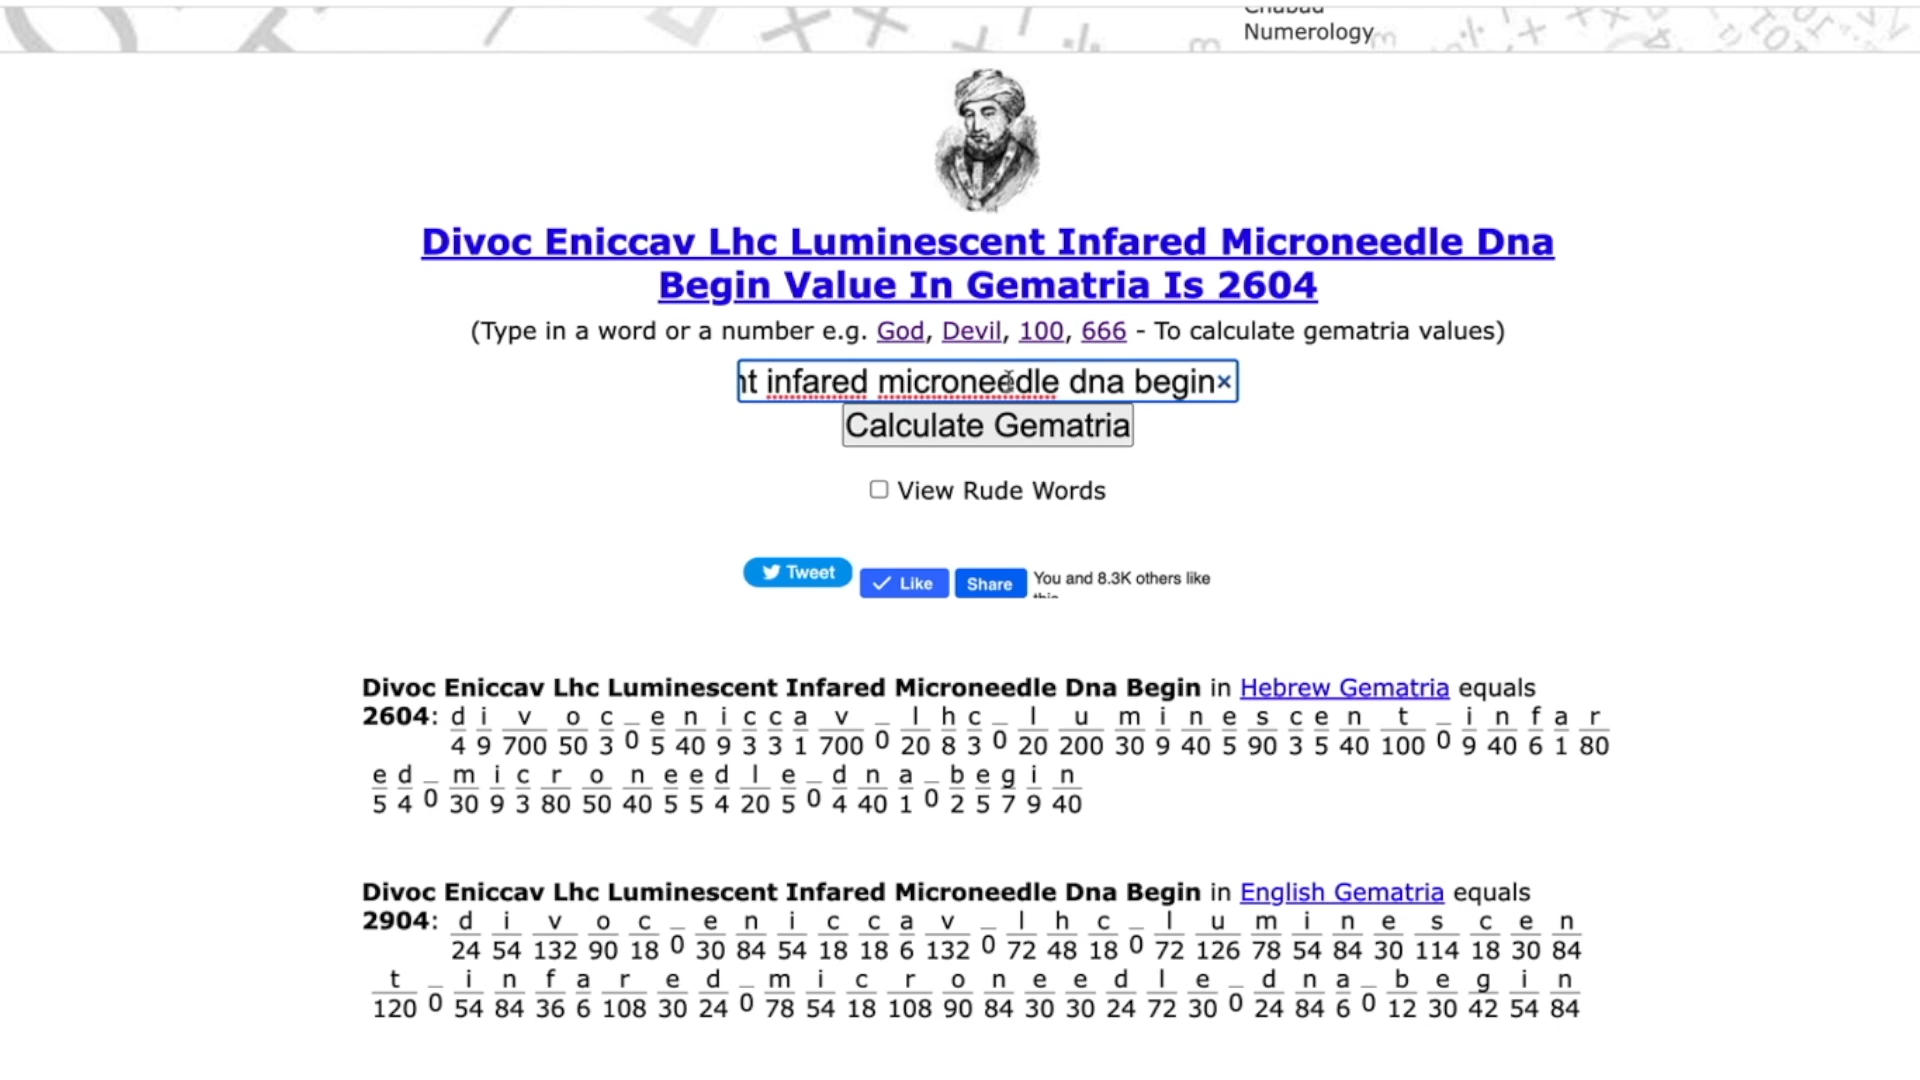 Chabad
Numerology
Divoc Eniccav Lhc Luminescent Infared Microneedle Dna
Begin Value In Gematria Is 2604
(Type in a word or a number e.g. God, Devil, 100, 666 - To calculate gematria values)
nt infared microneedle dna begin×
Calculate Gematria
View Rude Words
Tweet
Like
Share
You and 8.3K others like
this.
Divoc Eniccav Lhc Luminescent Infared Microneedle Dna Begin in Hebrew Gematria equals
2604: d i v o c _ e n i c c a v _ l h c _ l u m i n e s c e n t _ i n f a r
4 9 700 50 3 0 5 40 9 3 3 1 700 0 20 8 3 0 20 200 30 9 40 5 90 3 5 40 100 0 9 40 6 1 80
e d _ m i c r o n e e d l e _ d n a _ b e g i n
5 4 0 30 9 3 80 50 40 5 5 4 20 5 0 4 40 1 0 2 5 7 9 40
Divoc Eniccav Lhc Luminescent Infared Microneedle Dna Begin in English Gematria equals
2904: d i v o c _ e n i c c a v _ l h c _ l u m i n e s c e n
24 54 132 90 18 0 30 84 54 18 18 6 132 0 72 48 18 0 72 126 78 54 84 30 114 18 30 84
t _ i n f a r e d _ m i c r o n e e d l e _ d n a _ b e g i n
120 0 54 84 36 6 108 30 24 0 78 54 18 108 90 84 30 30 24 72 30 0 24 84 6 0 12 30 42 54 84